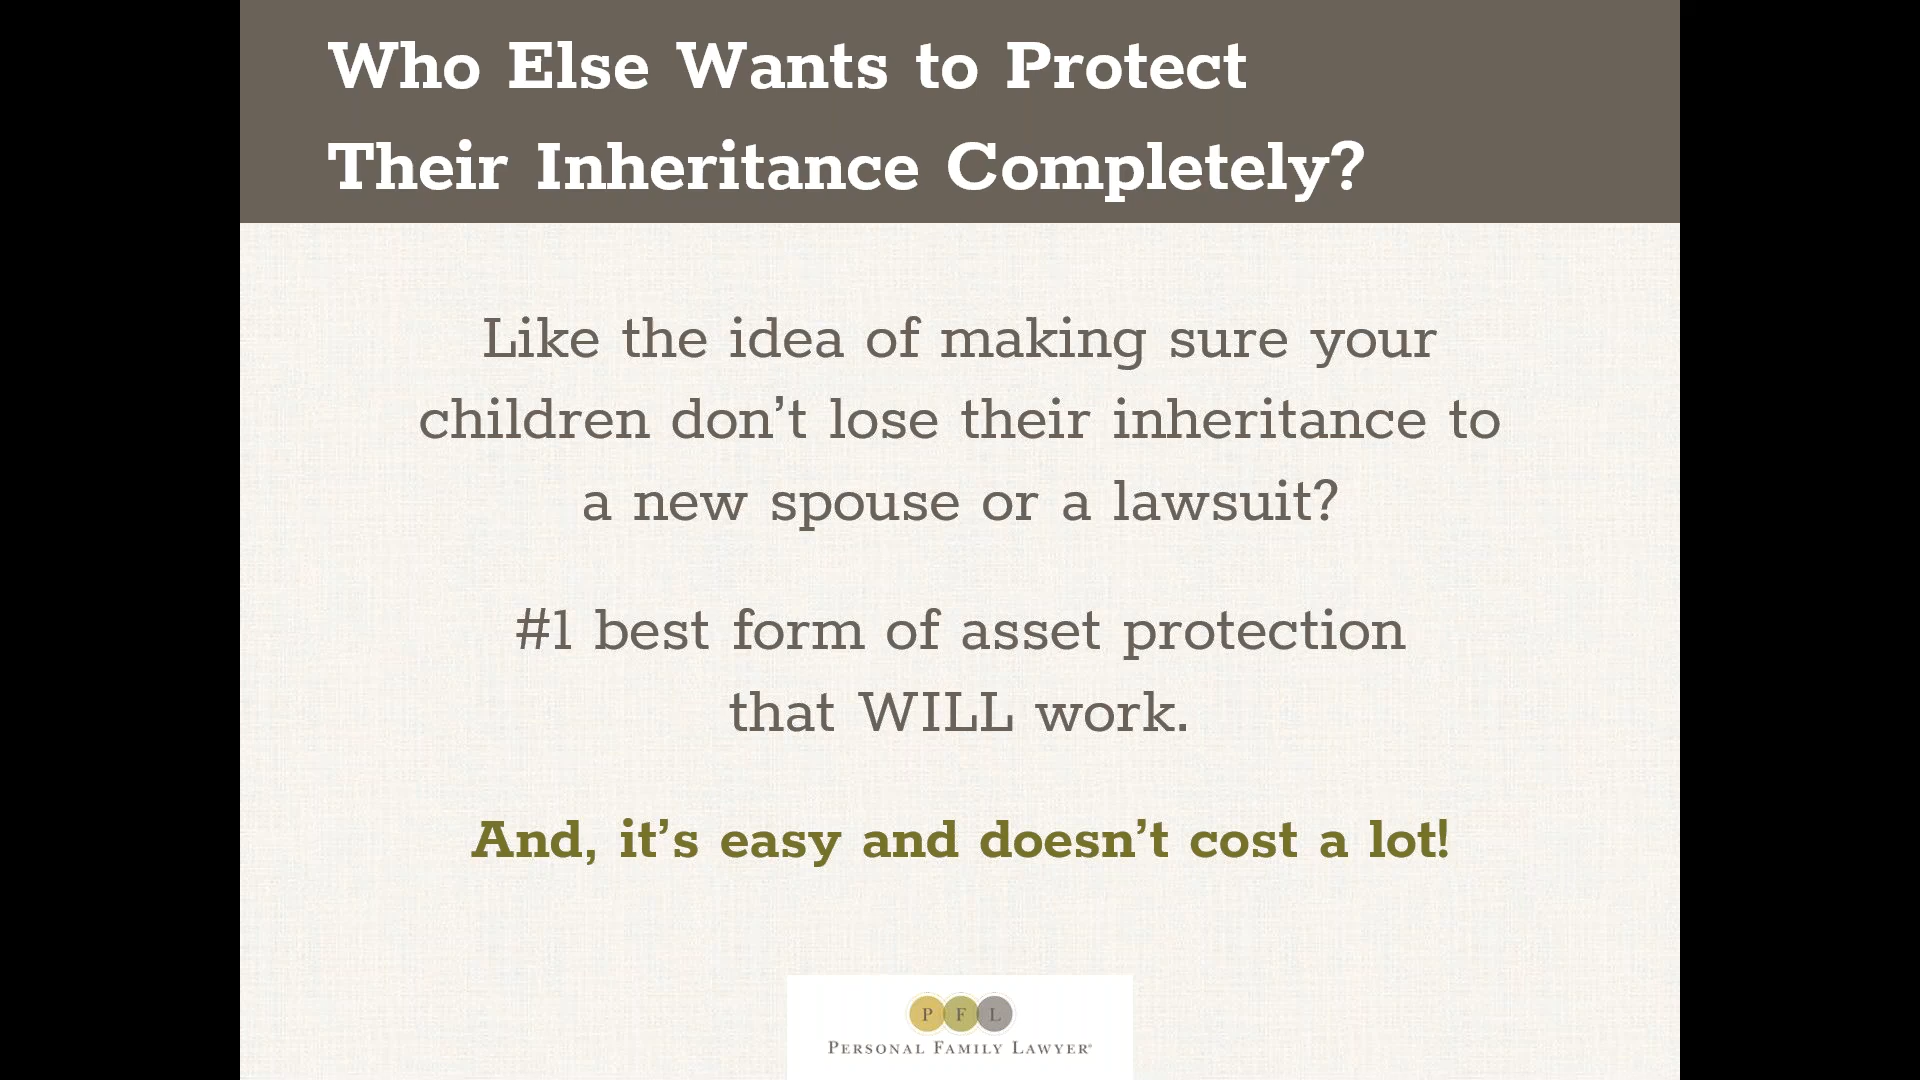 Who Else Wants to Protect
Their Inheritance Completely?
Like the idea of making sure your
children don’t lose their inheritance to
a new spouse or a lawsuit?
#1 best form of asset protection
that WILL work.
And, it’s easy and doesn’t cost a lot!
P F L
PERSONAL FAMILY LAWYER®